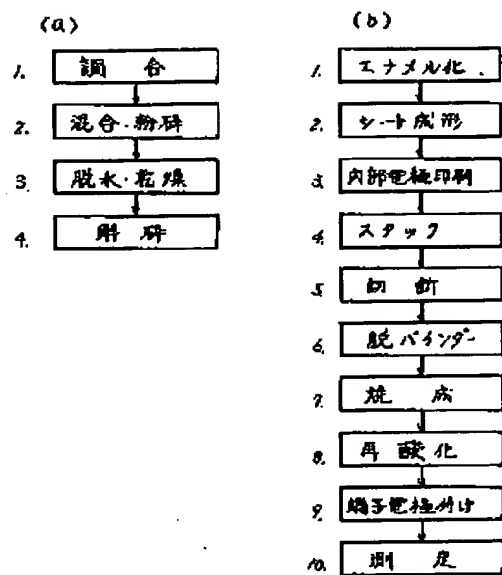 (a)
1. 調合
2. 混合・粉砕
3. 脱水・乾燥
4. 解砕
(b)
1. エナメル化
2. シート成形
3. 内部電極印刷
4. スタック
5. 切断
6. 脱バインダー
7. 焼成
8. 再酸化
9. 端子電極付け
10. 測定